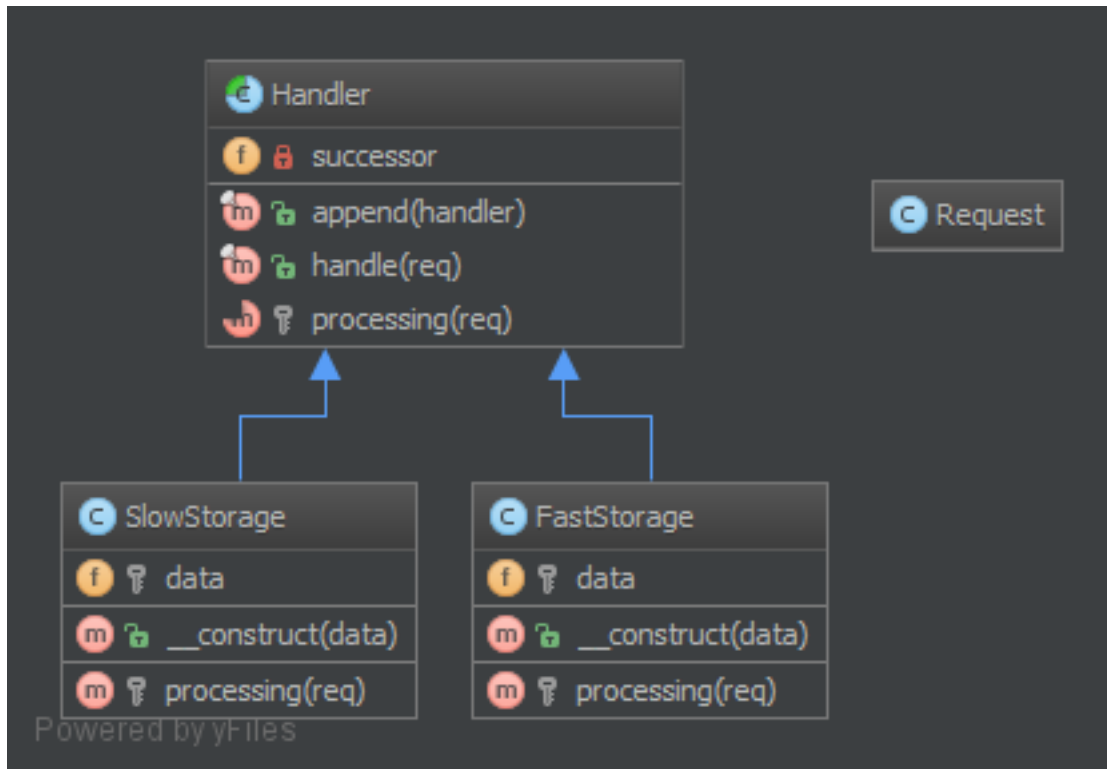 Handler
f successor
m append(handler)
m handle(req)
m processing(req)
C Request
C SlowStorage
f data
m __construct(data)
m processing(req)
C FastStorage
f data
m __construct(data)
m processing(req)
Powered by yFiles